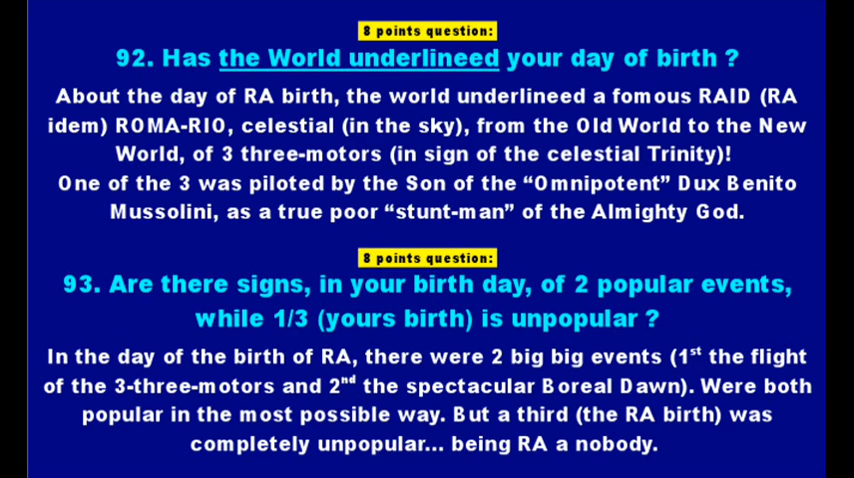 8 points question:
92. Has the World underlineed your day of birth ?
About the day of RA birth, the world underlineed a fomous RAID (RA
idem) ROMA-RIO, celestial (in the sky), from the Old World to the New
World, of 3 three-motors (in sign of the celestial Trinity)!
One of the 3 was piloted by the Son of the “Omnipotent” Dux Benito
Mussolini, as a true poor “stunt-man” of the Almighty God.
8 points question:
93. Are there signs, in your birth day, of 2 popular events,
while 1/3 (yours birth) is unpopular ?
In the day of the birth of RA, there were 2 big big events (1st the flight
of the 3-three-motors and 2nd the spectacular Boreal Dawn). Were both
popular in the most possible way. But a third (the RA birth) was
completely unpopular... being RA a nobody.